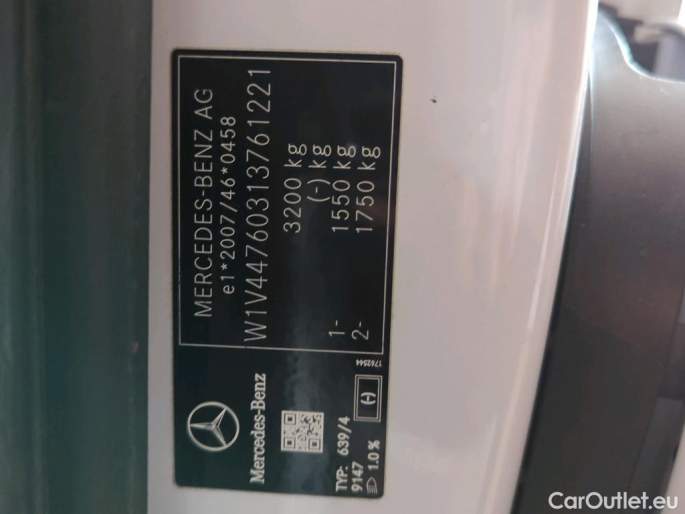 MERCEDES-BENZ AG
e1*2007/46*0458
W1V44760313761221
3200 kg
(-) kg
1- 1550 kg
2- 1750 kg
1762544
Mercedes-Benz
TYP: 639/4
9147
1.0%
(-)
CarOutlet.eu